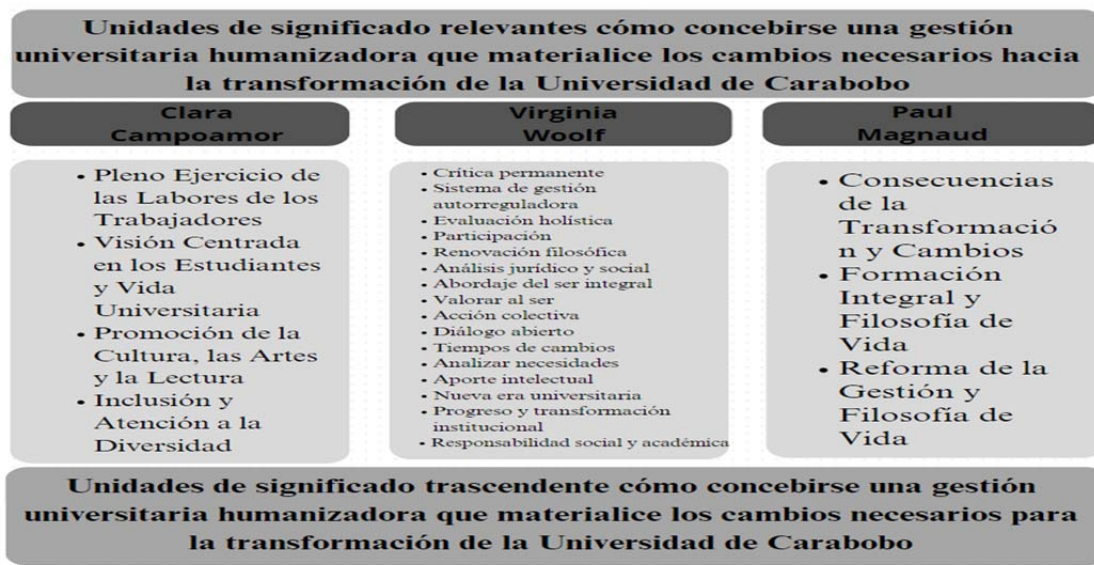 Unidades de significado relevantes cómo concebirse una gestión
universitaria humanizadora que materialice los cambios necesarios hacia
la transformación de la Universidad de Carabobo
Clara
Campoamor
• Pleno Ejercicio de
las Labores de los
Trabajadores
• Visión Centrada
en los Estudiantes
y Vida
Universitaria
• Promoción de la
Cultura, las Artes
y la Lectura
• Inclusión y
Atención a la
Diversidad
Virginia
Woolf
• Crítica permanente
• Sistema de gestión
autorreguladora
• Evaluación holística
• Participación
• Renovación filosófica
• Análisis jurídico y social
• Abordaje del ser integral
• Valorar al ser
• Acción colectiva
• Diálogo abierto
• Tiempos de cambios
• Analizar necesidades
• Aporte intelectual
• Nueva era universitaria
• Progreso y transformación
institucional
• Responsabilidad social y académica
Paul
Magnaud
• Consecuencias
de la
Transformació
n y Cambios
• Formación
Integral y
Filosofía de
Vida
• Reforma de la
Gestión y
Filosofía de
Vida
Unidades de significado trascendente cómo concebirse una gestión
universitaria humanizadora que materialice los cambios necesarios para
la transformación de la Universidad de Carabobo